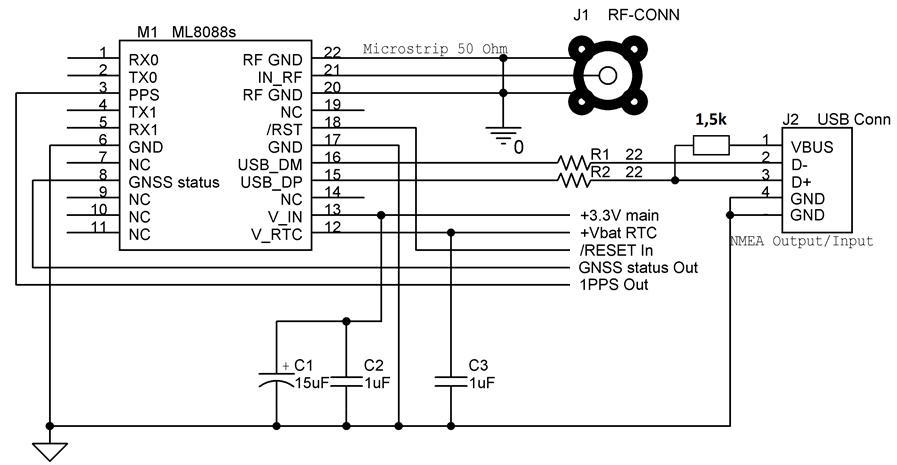 J1 RF-CONN
M1 ML8088s
Microstrip 50 Ohm
1 RX0 RF GND 22
2 TX0 IN_RF 21
3 PPS RF GND 20
4 TX1 NC 19
5 RX1 /RST 18
6 GND GND 17
7 NC USB_DM 16
8 GNSS status USB_DP 15
9 NC NC 14
10 NC V_IN 13
11 NC V_RTC 12
0
R1 22
R2 22
1,5k
J2 USB Conn
1 VBUS
2 D-
3 D+
4 GND
GND
NMEA Output/Input
+3.3V main
+Vbat RTC
/RESET In
GNSS status Out
1PPS Out
+ C1
15uF
C2
1uF
C3
1uF